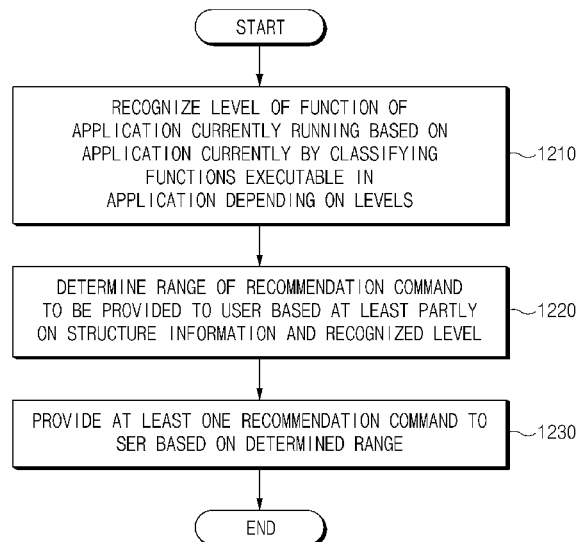 START
RECOGNIZE LEVEL OF FUNCTION OF
APPLICATION CURRENTLY RUNNING BASED ON
APPLICATION CURRENTLY BY CLASSIFYING
FUNCTIONS EXECUTABLE IN
APPLICATION DEPENDING ON LEVELS
1210
DETERMINE RANGE OF RECOMMENDATION COMMAND
TO BE PROVIDED TO USER BASED AT LEAST PARTLY
ON STRUCTURE INFORMATION AND RECOGNIZED LEVEL
1220
PROVIDE AT LEAST ONE RECOMMENDATION COMMAND TO
SER BASED ON DETERMINED RANGE
1230
END